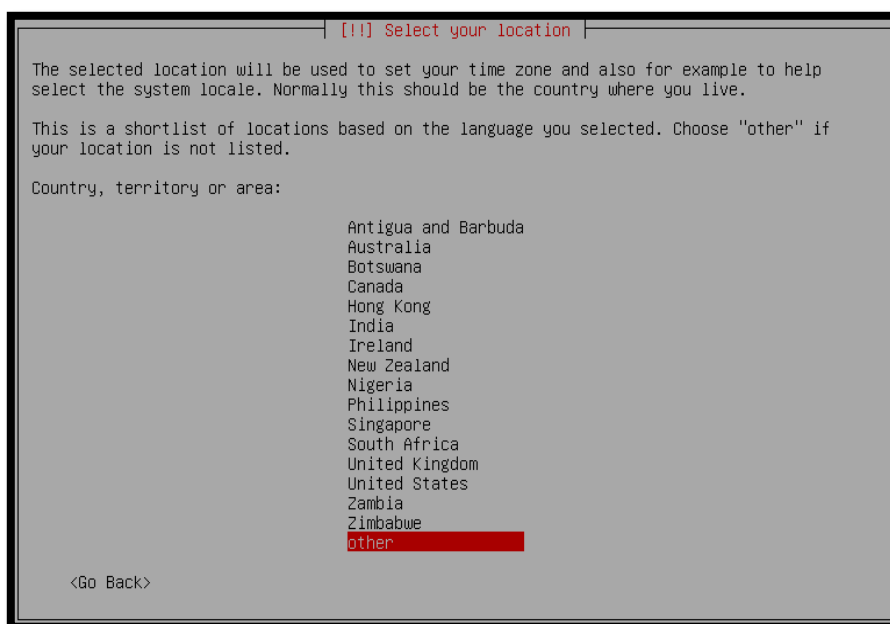 [!!] Select your location
The selected location will be used to set your time zone and also for example to help
select the system locale. Normally this should be the country where you live.
This is a shortlist of locations based on the language you selected. Choose "other" if
your location is not listed.
Country, territory or area:
Antigua and Barbuda
Australia
Botswana
Canada
Hong Kong
India
Ireland
New Zealand
Nigeria
Philippines
Singapore
South Africa
United Kingdom
United States
Zambia
Zimbabwe
other
<Go Back>